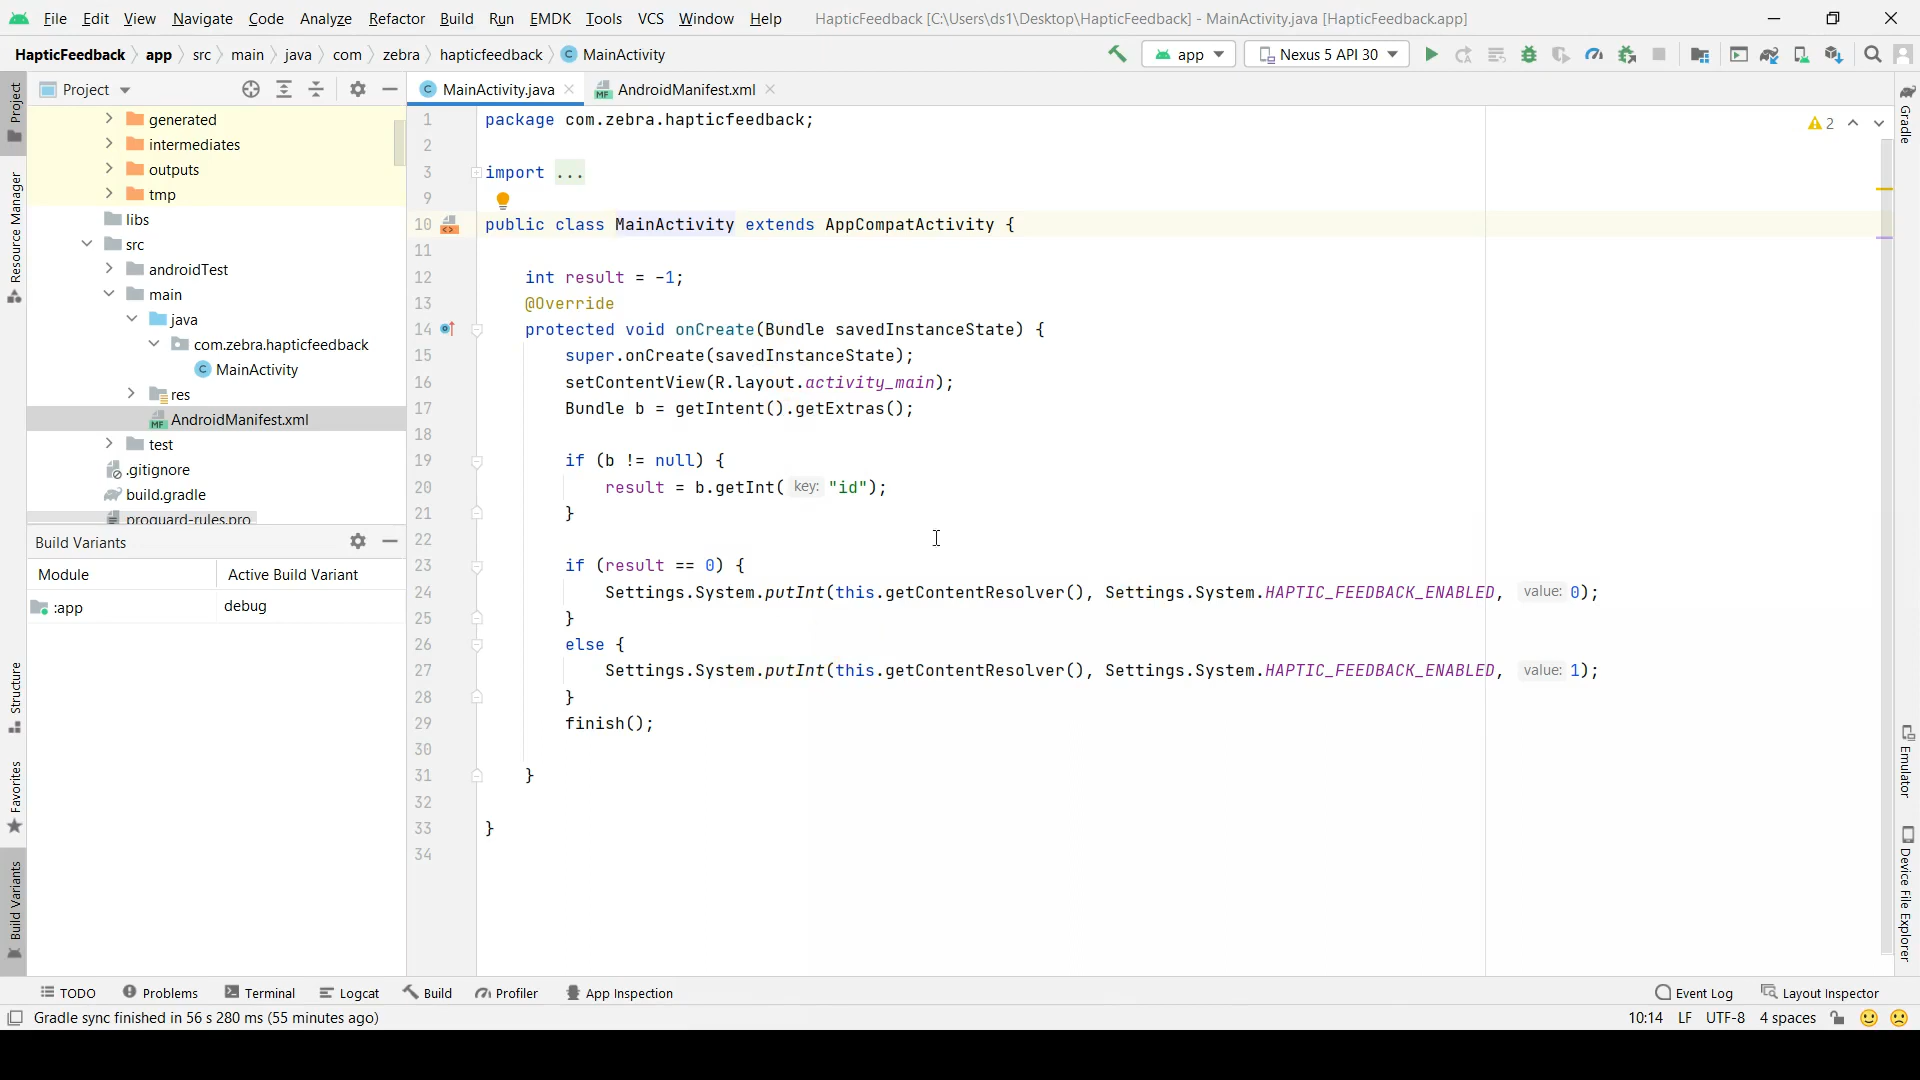 File Edit View Navigate Code Analyze Refactor Build Run EMDK Tools VCS Window Help HapticFeedback [C:\Users\ds1\Desktop\HapticFeedback] - MainActivity.java [HapticFeedback.app]
HapticFeedback app src main java com zebra hapticfeedback C MainActivity app Nexus 5 API 30
Project
C MainActivity.java MF AndroidManifest.xml
generated
intermediates
outputs
tmp
libs
src
androidTest
main
java
com.zebra.hapticfeedback
C MainActivity
res
MF AndroidManifest.xml
test
.gitignore
build.gradle
proguard-rules.pro
Build Variants
Module Active Build Variant
:app debug
1 package com.zebra.hapticfeedback;
2
3 import ...
9
10 public class MainActivity extends AppCompatActivity {
11
12 int result = -1;
13 @Override
14 protected void onCreate(Bundle savedInstanceState) {
15 super.onCreate(savedInstanceState);
16 setContentView(R.layout.activity_main);
17 Bundle b = getIntent().getExtras();
18
19 if (b != null) {
20 result = b.getInt( key: "id");
21 }
22
23 if (result == 0) {
24 Settings.System.putInt(this.getContentResolver(), Settings.System.HAPTIC_FEEDBACK_ENABLED, value: 0);
25 }
26 else {
27 Settings.System.putInt(this.getContentResolver(), Settings.System.HAPTIC_FEEDBACK_ENABLED, value: 1);
28 }
29 finish();
30
31 }
32
33 }
34
2
Project
Resource Manager
Structure
Favorites
Build Variants
Gradle
Emulator
Device File Explorer
TODO Problems Terminal Logcat Build Profiler App Inspection Event Log Layout Inspector
Gradle sync finished in 56 s 280 ms (55 minutes ago) 10:14 LF UTF-8 4 spaces